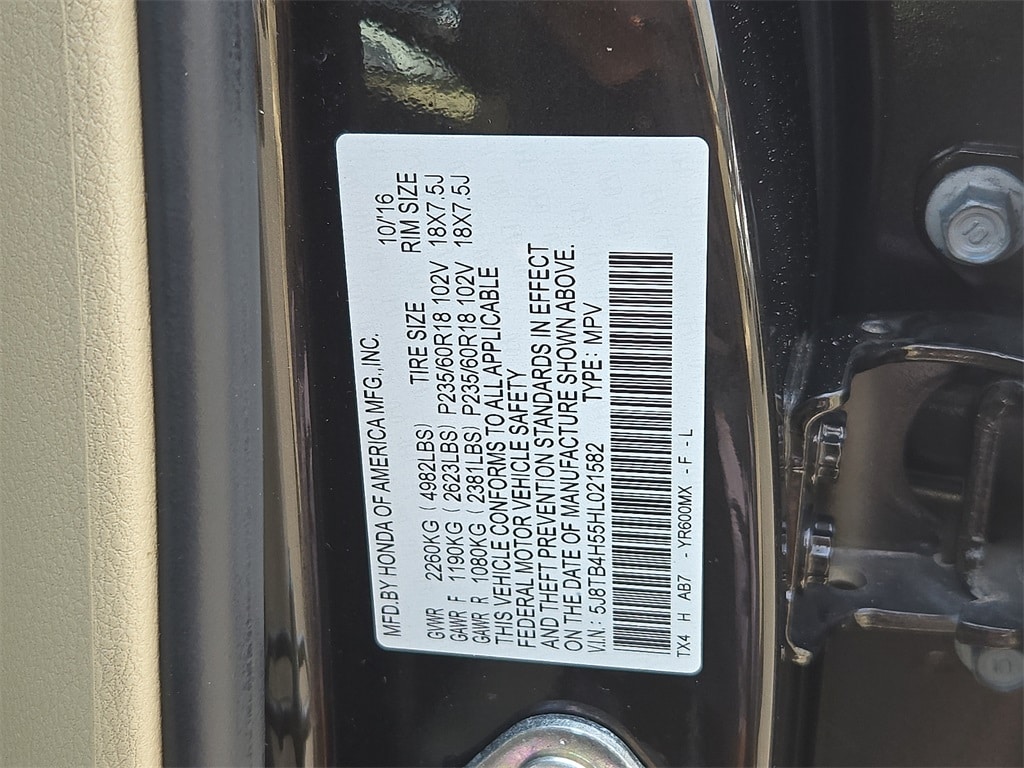 MFD.BY HONDA OF AMERICA MFG.,INC. 10/'16
TIRE SIZE RIM SIZE
GVWR 2260KG ( 4982LBS)
GAWR F 1190KG ( 2623LBS) P235/60R18 102V 18X7.5J
GAWR R 1080KG ( 2381LBS) P235/60R18 102V 18X7.5J
THIS VEHICLE CONFORMS TO ALL APPLICABLE
FEDERAL MOTOR VEHICLE SAFETY
AND THEFT PREVENTION STANDARDS IN EFFECT
ON THE DATE OF MANUFACTURE SHOWN ABOVE.
V.I.N: 5J8TB4H55HL021582 TYPE: MPV
TX4 H AB7 - YR600MX - F - L